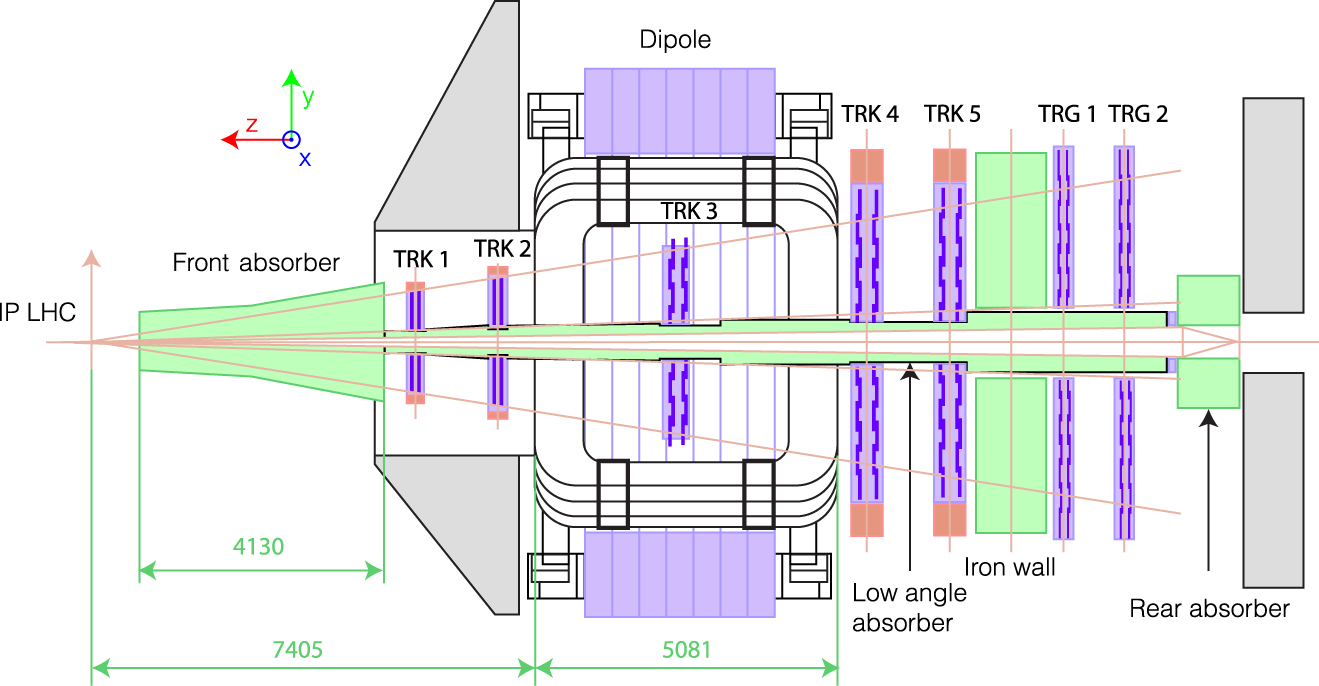 Dipole
y
z
x
TRK 4
TRK 5
TRG 1
TRG 2
TRK 3
TRK 2
TRK 1
Front absorber
IP LHC
4130
Iron wall
Low angle
absorber
Rear absorber
7405
5081